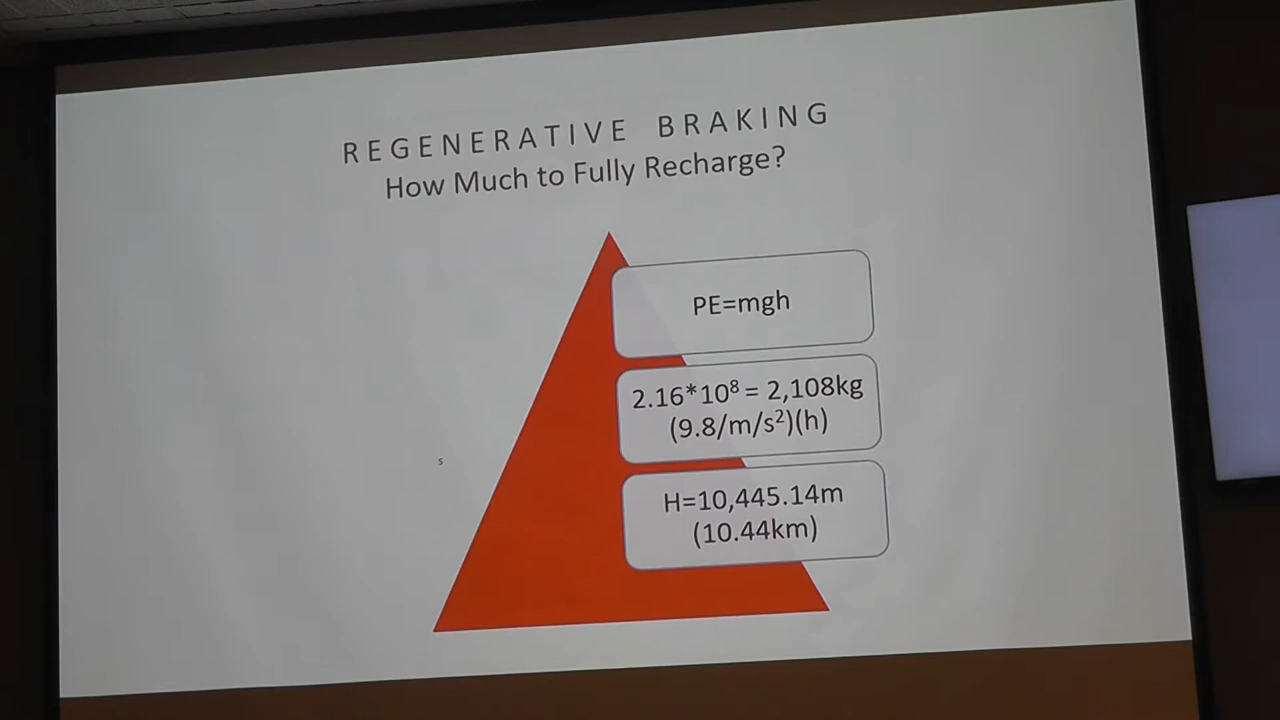 REGENERATIVE BRAKING
How Much to Fully Recharge?
PE=mgh
2.16*10⁸ = 2,108kg
(9.8/m/s²)(h)
s
H=10,445.14m
(10.44km)